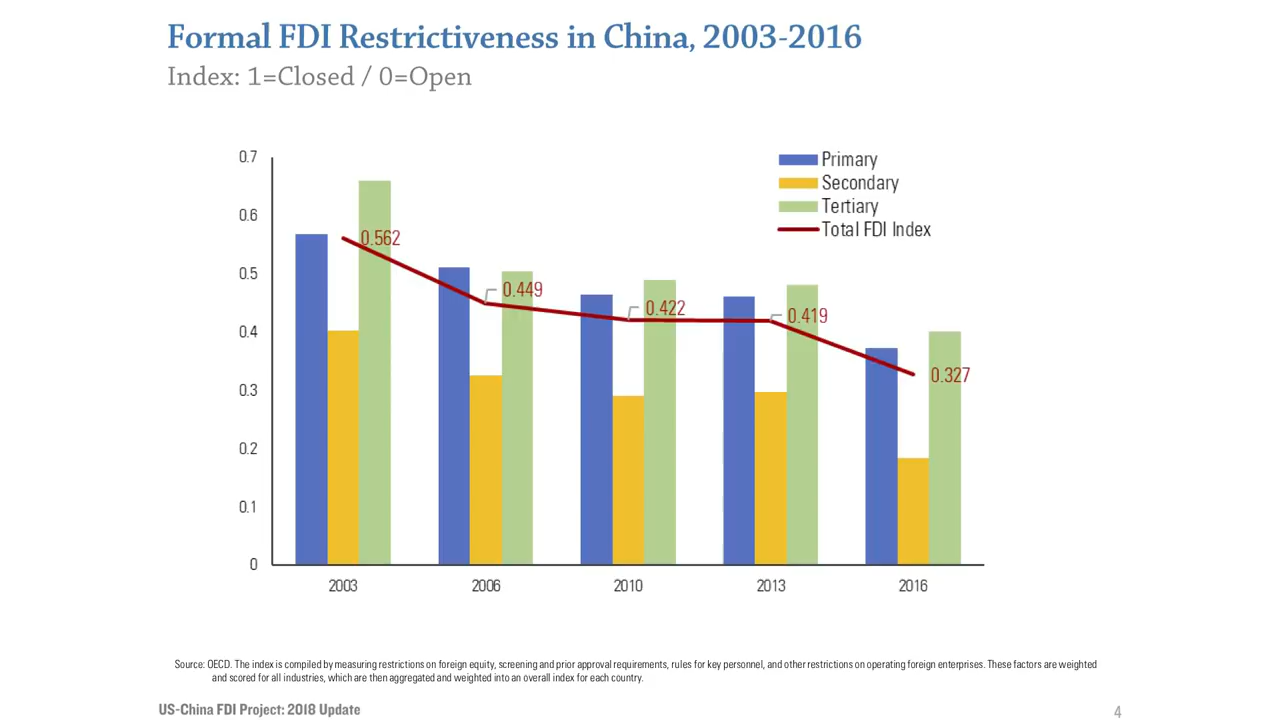 Formal FDI Restrictiveness in China, 2003-2016
Index: 1=Closed / 0=Open
0.7
0.6
0.5
0.4
0.3
0.2
0.1
0
Primary
Secondary
Tertiary
Total FDI Index
0.562
0.449
0.422
0.419
0.327
2003
2006
2010
2013
2016
Source: OECD. The index is compiled by measuring restrictions on foreign equity, screening and prior approval requirements, rules for key personnel, and other restrictions on operating foreign enterprises. These factors are weighted
and scored for all industries, which are then aggregated and weighted into an overall index for each country.
US-China FDI Project: 2018 Update
4